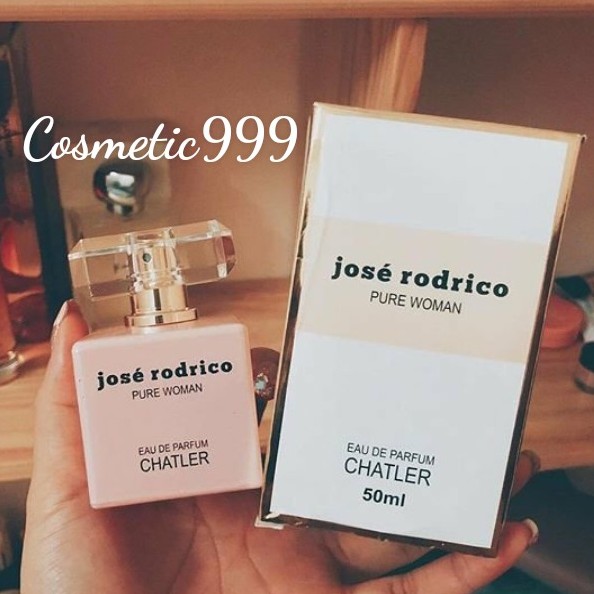 Cosmetic999
josé rodrico
PURE WOMAN
EAU DE PARFUM
CHATLER
josé rodrico
PURE WOMAN
EAU DE PARFUM
CHATLER
50ml